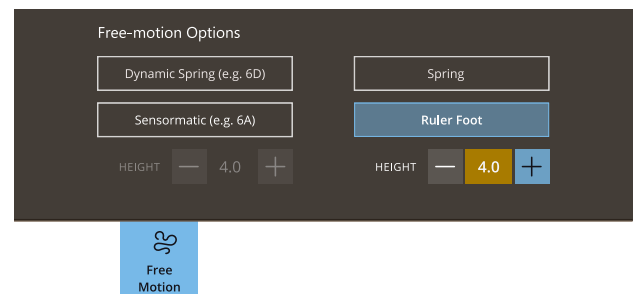 Free-motion Options
Dynamic Spring (e.g. 6D)
Spring
Sensormatic (e.g. 6A)
Ruler Foot
HEIGHT — 4.0 +
HEIGHT — 4.0 +
Free
Motion